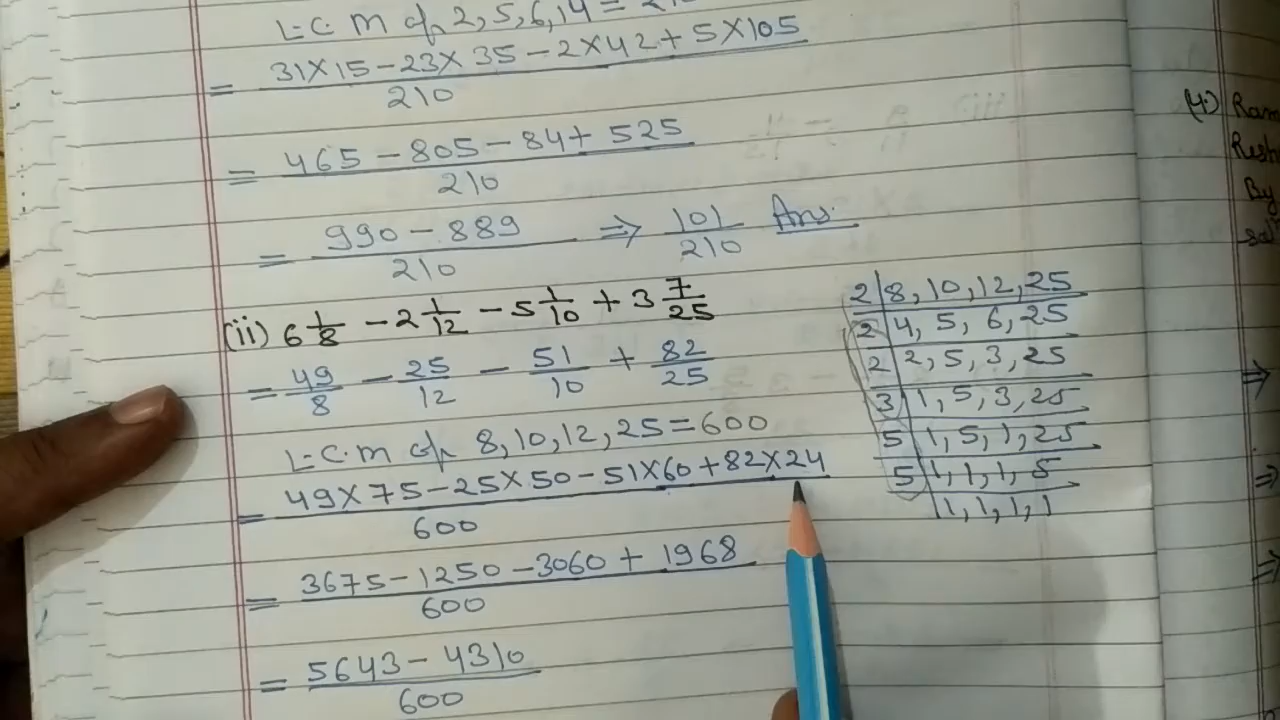 L.C.M of 2,5,6,14 =
= 31×15-23×35-2×42+5×105 / 210
= 465-805-84+525 / 210
= 990-889 / 210 ⇒ 101/210 Ans.
(ii) 6 1/8 - 2 1/12 - 5 1/10 + 3 7/25
= 49/8 - 25/12 - 51/10 + 82/25
L.C.M of 8,10,12,25=600
= 49×75-25×50-51×60+82×24 / 600
= 3675-1250-3060+1968 / 600
= 5643-4310 / 600
2|8,10,12,25
2|4,5,6,25
2|2,5,3,25
3|1,5,3,25
5|1,5,1,25
5|1,1,1,5
|1,1,1,1
(4.) Ram
Resh
By
sol
⇒
⇒
⇒